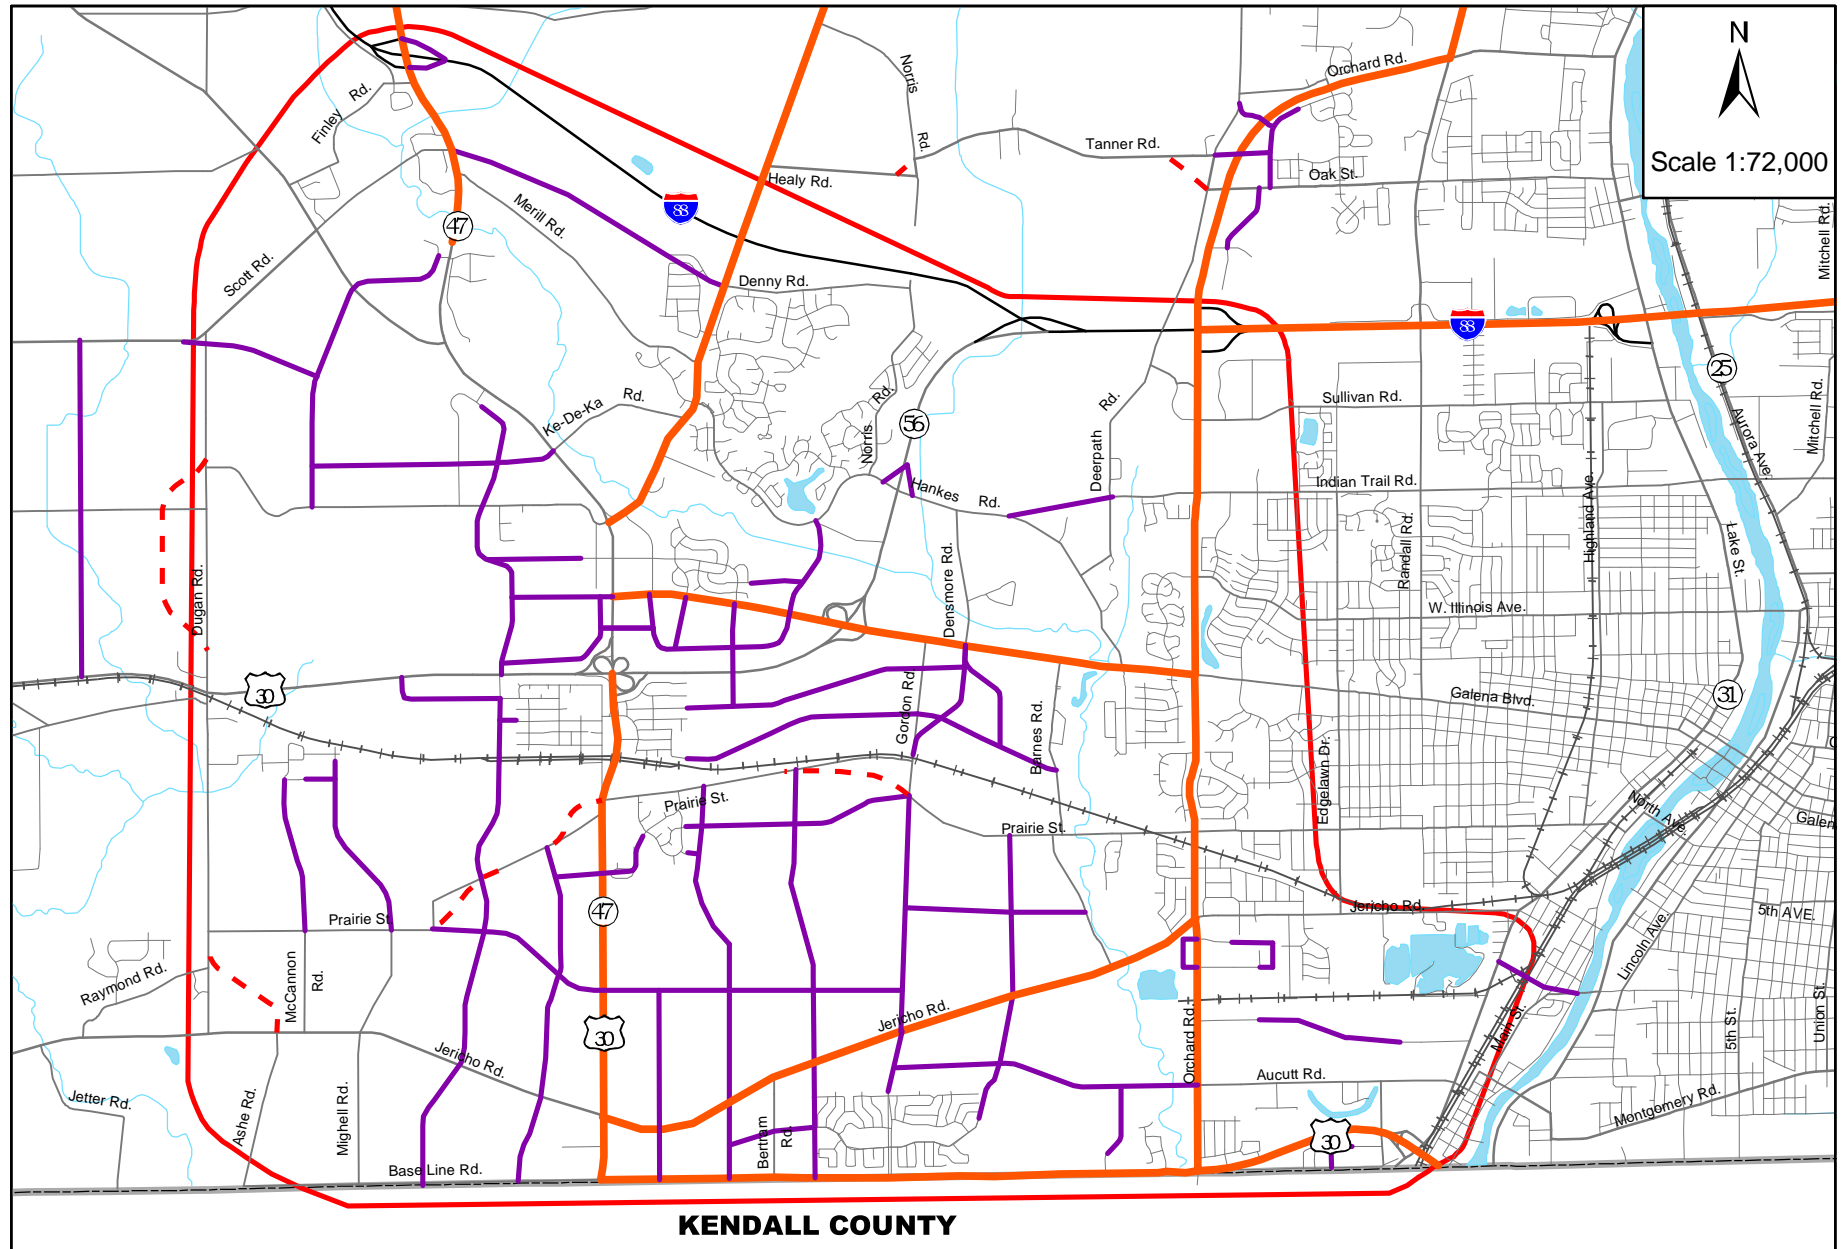 N
Scale 1:72,000
Orchard Rd.
Norris
Rd.
Finley
Rd.
Tanner Rd.
Oak St.
Healy Rd.
Merill Rd.
88
47
Mitchell Rd.
Scott Rd.
Denny Rd.
88
25
Sullivan Rd.
Ke-De-Ka
Rd.
Norris
Rd.
56
Deerpath
Rd.
Aurora Ave.
Mitchell Rd.
Hankes
Rd.
Indian Trail Rd.
Randall Rd.
Highland Ave.
Lake St.
Dugan Rd.
Densmore Rd.
W. Illinois Ave.
30
Gordon Rd.
Barnes Rd.
Galena Blvd.
31
Edgelawn Dr.
Prairie St.
Prairie St.
North Ave.
Galen
Prairie St.
47
Jericho Rd.
5th AVE.
Lincoln Ave.
Raymond Rd.
McCannon
Rd.
30
Jericho Rd.
Orchard Rd.
Main St.
5th St.
Union St.
Jericho Rd.
Jetter Rd.
Ashe Rd.
Mighell Rd.
Aucutt Rd.
Montgomery Rd.
Bertram
Rd.
30
Base Line Rd.
KENDALL COUNTY